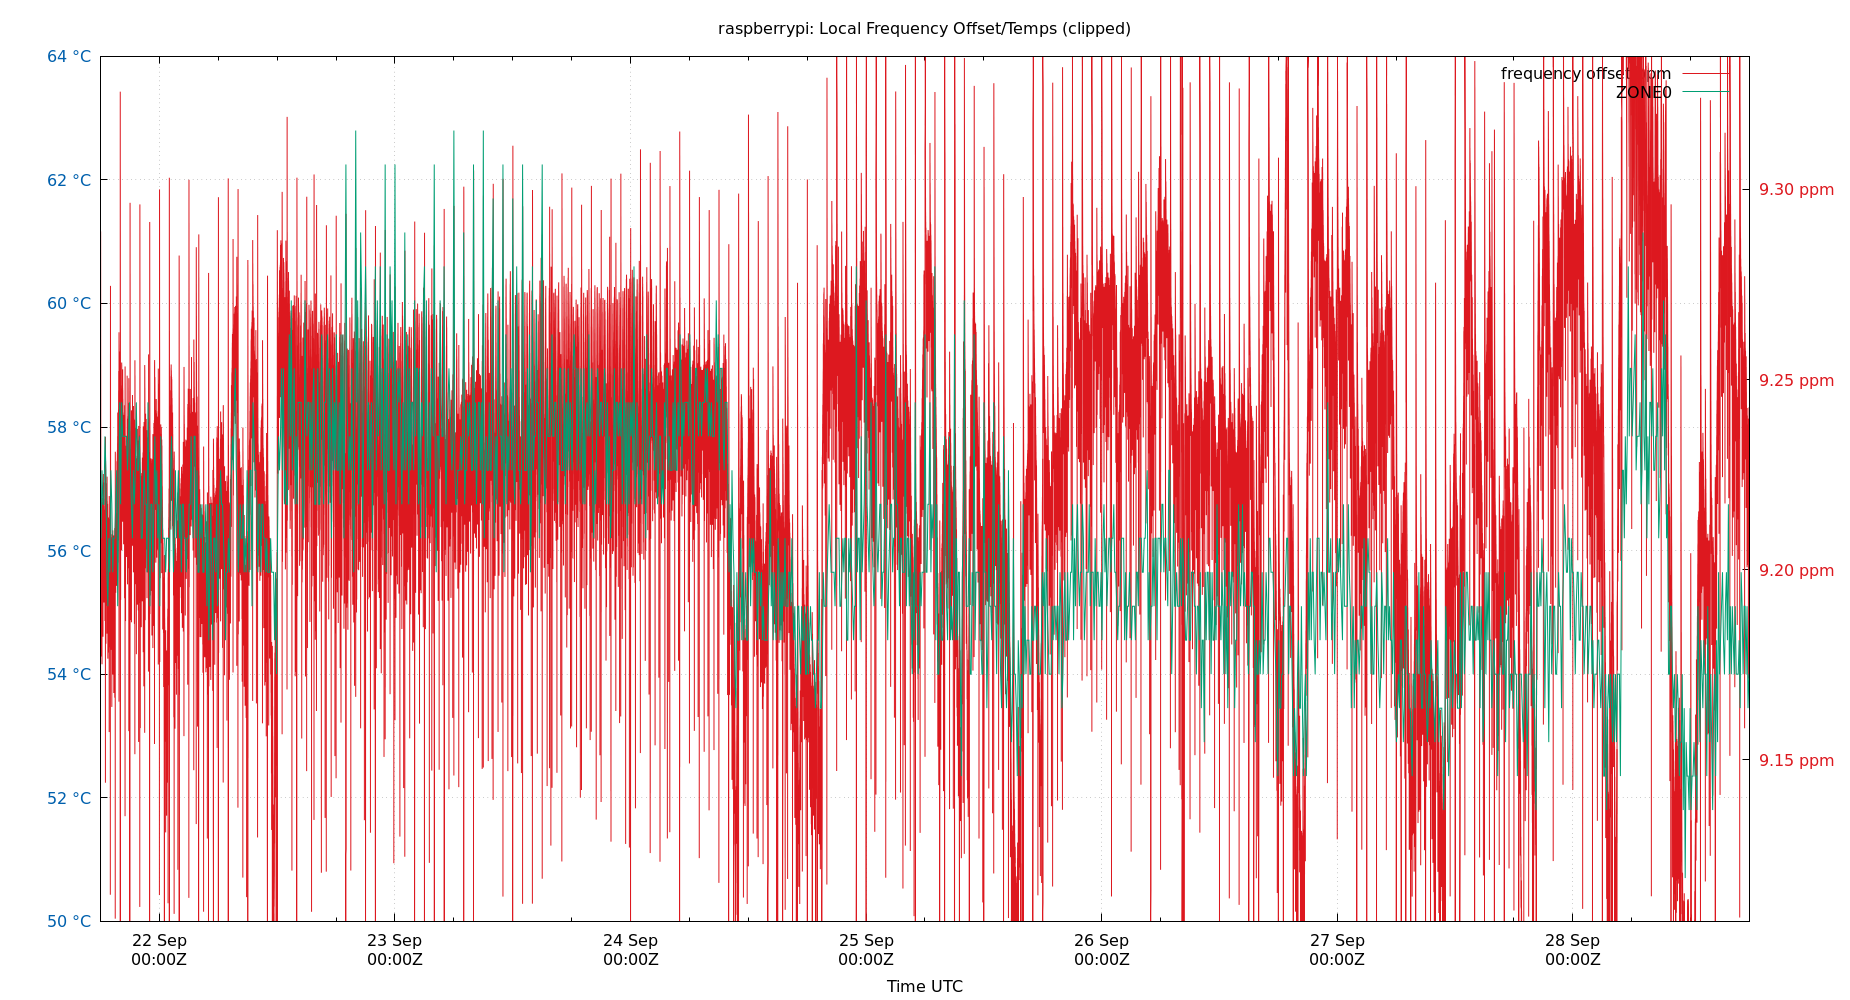 raspberrypi: Local Frequency Offset/Temps (clipped)
64 °C
62 °C
60 °C
58 °C
56 °C
54 °C
52 °C
50 °C
frequency offset ppm
ZONE0
9.30 ppm
9.25 ppm
9.20 ppm
9.15 ppm
22 Sep
00:00Z
23 Sep
00:00Z
24 Sep
00:00Z
25 Sep
00:00Z
26 Sep
00:00Z
27 Sep
00:00Z
28 Sep
00:00Z
Time UTC